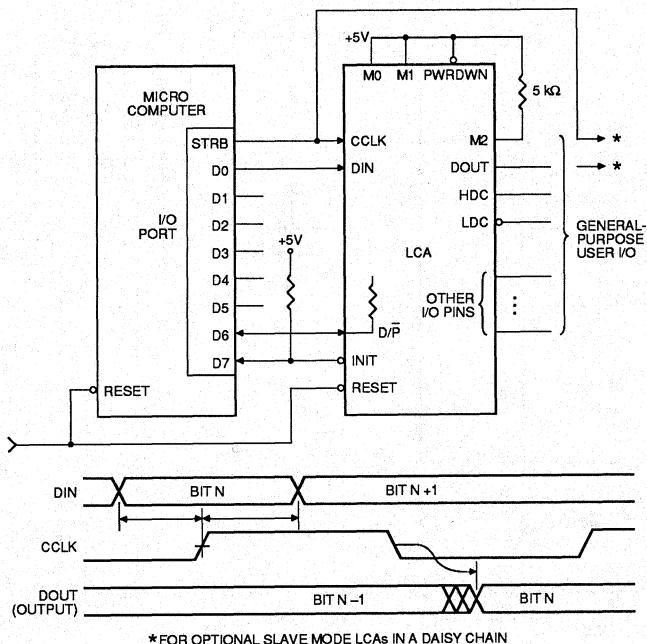 +5V
M0 M1 PWRDWN
MICRO
COMPUTER
5 kΩ
STRB
CCLK
M2
*
D0
DIN
DOUT
*
D1
HDC
I/O
PORT
D2
LDC
GENERAL-
PURPOSE
USER I/O
+5V
D3
LCA
D4
D5
OTHER
I/O PINS
D6
D/P̅
D7
INIT
RESET
RESET
DIN
BIT N
BIT N +1
CCLK
DOUT
(OUTPUT)
BIT N –1
BIT N
* FOR OPTIONAL SLAVE MODE LCAs IN A DAISY CHAIN